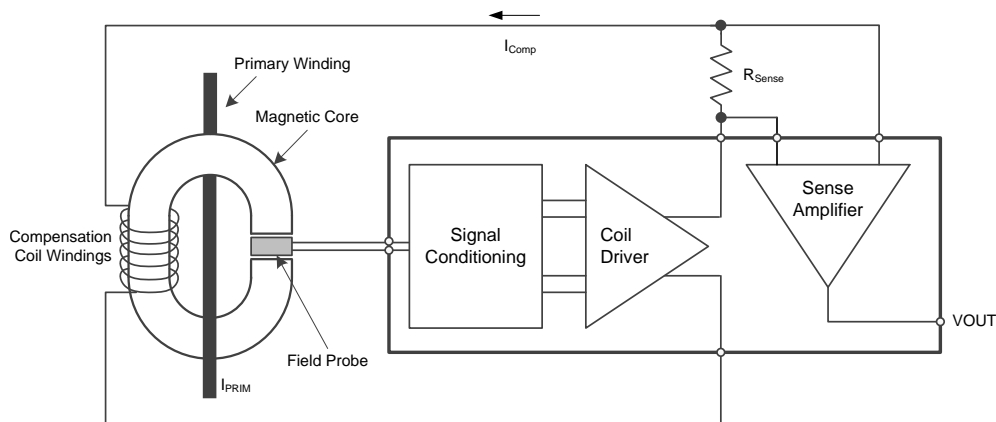 I_Comp
R_Sense
Primary Winding
Magnetic Core
Compensation
Coil Windings
Signal
Conditioning
Coil
Driver
Sense
Amplifier
VOUT
Field Probe
I_PRIM